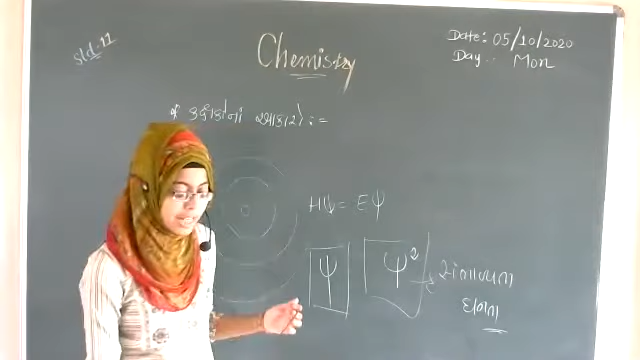 Std-11
Chemistry
Date: 05/10/2020
Day: Mon
* કક્ષકોના આકારો :=
Hψ = Eψ
ψ
ψ² → સંભાવના
ઘનતા